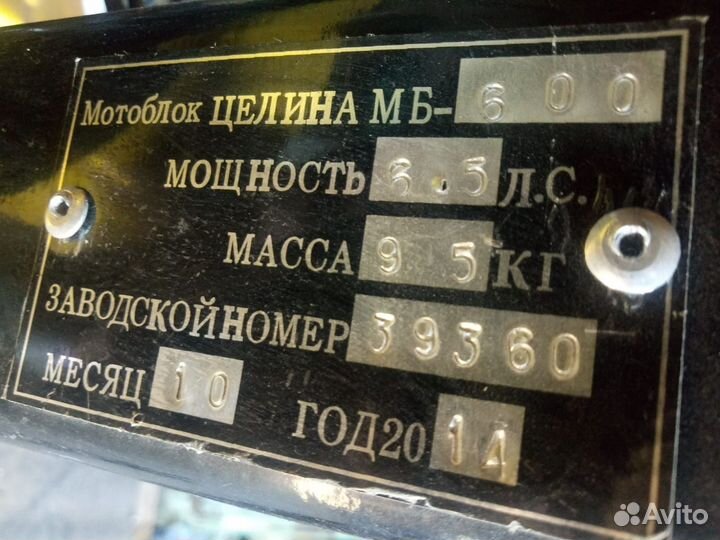 Мотоблок ЦЕЛИНА МБ-600
МОЩНОСТЬ 6.5 Л.С.
МАССА 95 КГ
ЗАВОДСКОЙ НОМЕР 39360
МЕСЯЦ 10 ГОД 2014
Avito